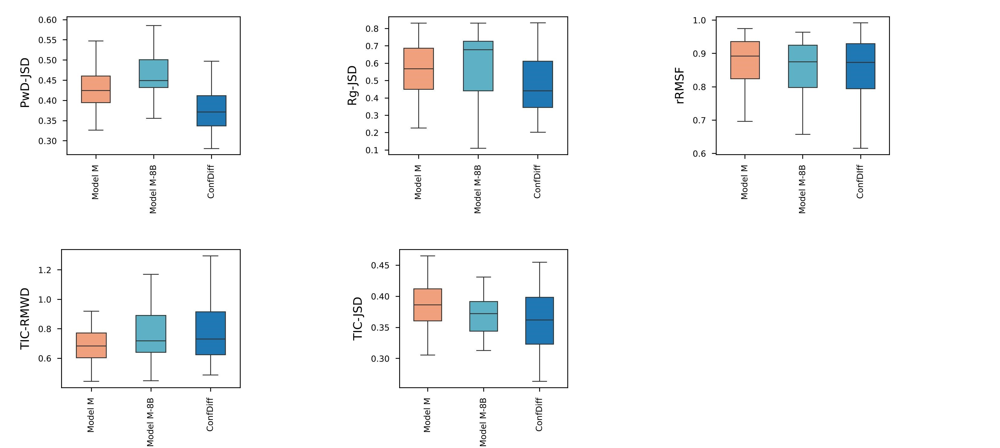 PwD-JSD
0.60
0.55
0.50
0.45
0.40
0.35
0.30
Model M
Model M-8B
ConfDiff
Rg-JSD
0.8
0.7
0.6
0.5
0.4
0.3
0.2
0.1
Model M
Model M-8B
ConfDiff
rRMSF
1.0
0.9
0.8
0.7
0.6
Model M
Model M-8B
ConfDIff
TIC-RMWD
1.2
1.0
0.8
0.6
Model M
Model M-8B
ConfDiff
TIC-JSD
0.45
0.40
0.35
0.30
Model M
Model M-8B
ConfDiff